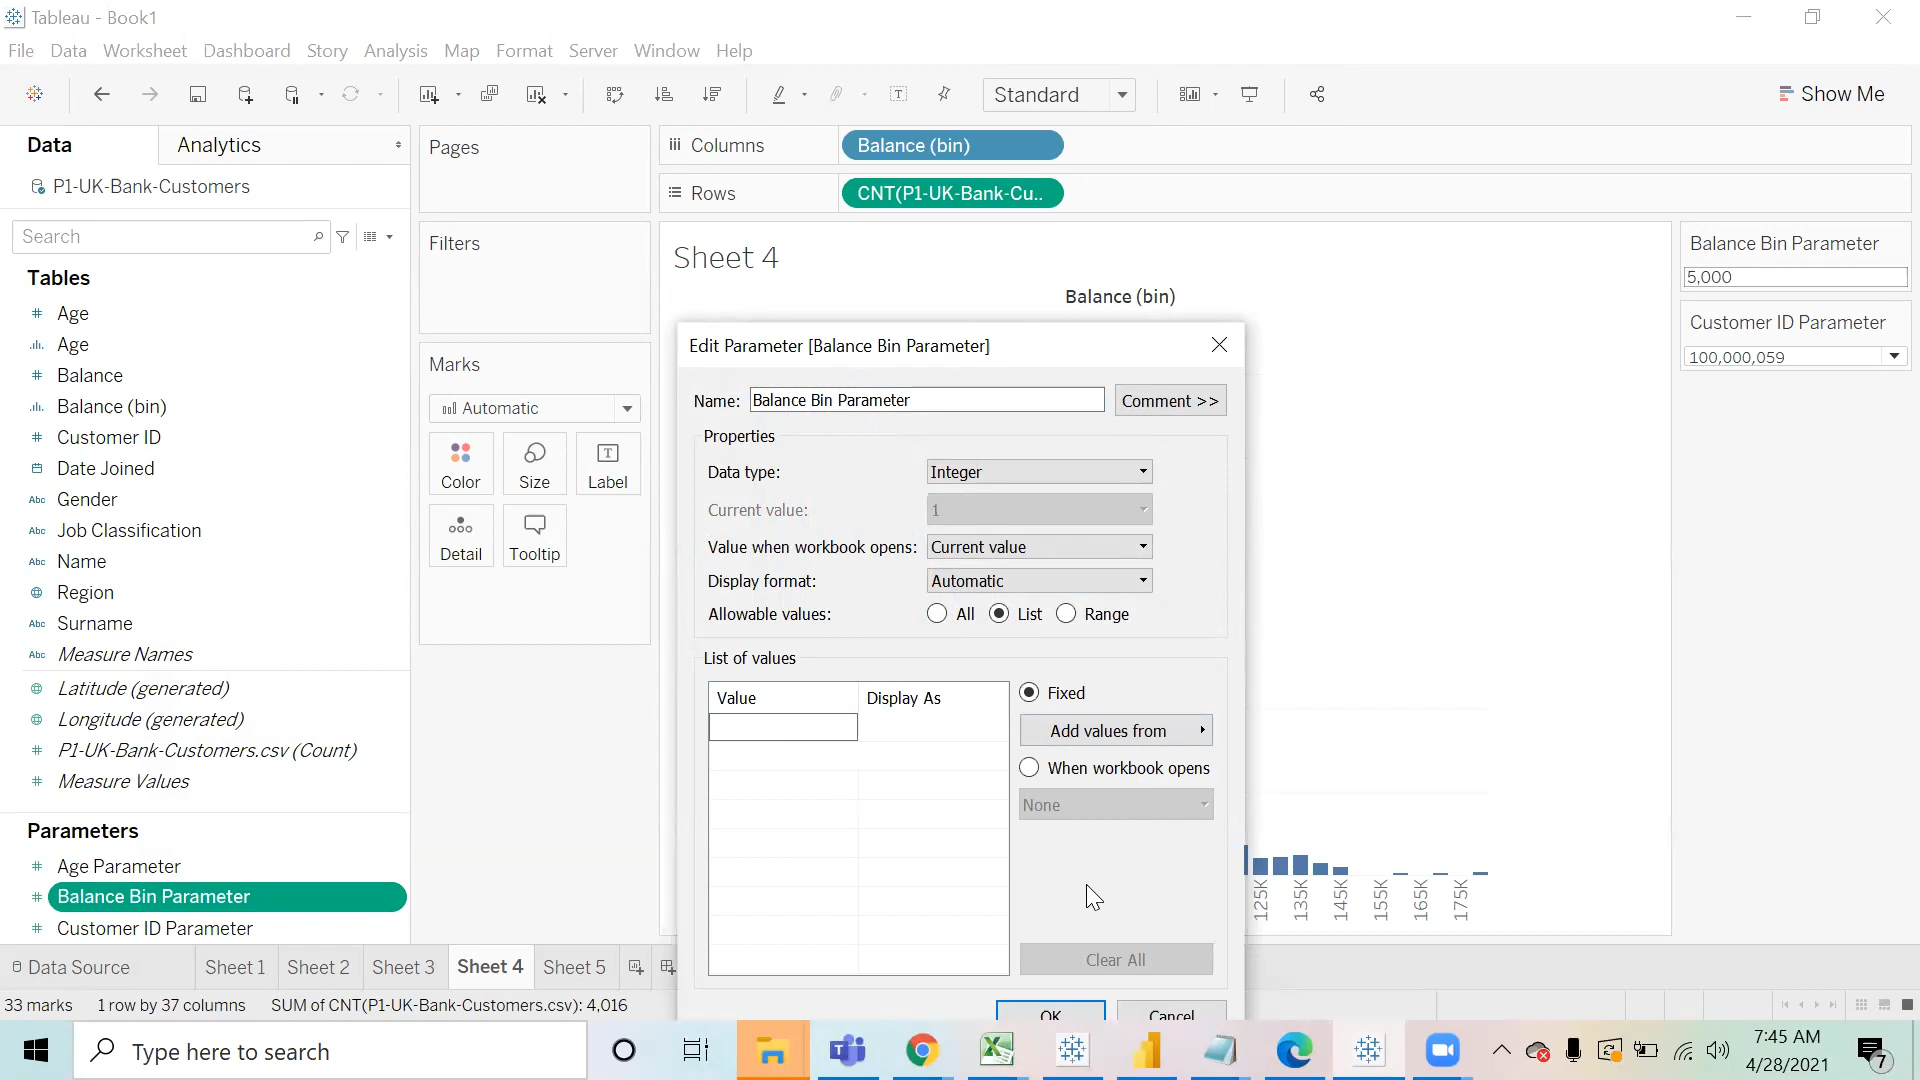 Tableau - Book1
File Data Worksheet Dashboard Story Analysis Map Format Server Window Help
Standard
Show Me
Data
Analytics
P1-UK-Bank-Customers
Search
Tables
Age
Age
Balance
Balance (bin)
Customer ID
Date Joined
Abc Gender
Abc Job Classification
Abc Name
Region
Abc Surname
Abc Measure Names
Latitude (generated)
Longitude (generated)
P1-UK-Bank-Customers.csv (Count)
Measure Values
Parameters
Age Parameter
Balance Bin Parameter
Customer ID Parameter
Pages
Filters
Marks
Automatic
Color
Size
Label
Detail
Tooltip
Columns
Balance (bin)
Rows
CNT(P1-UK-Bank-Cu..
Sheet 4
Balance (bin)
Edit Parameter [Balance Bin Parameter]
Name: Balance Bin Parameter
Comment >>
Properties
Data type: Integer
Current value: 1
Value when workbook opens: Current value
Display format: Automatic
Allowable values: All List Range
List of values
Value
Display As
Fixed
Add values from
When workbook opens
None
Clear All
OK
Cancel
125K
135K
145K
155K
165K
175K
Balance Bin Parameter
5,000
Customer ID Parameter
100,000,059
Data Source
Sheet 1
Sheet 2
Sheet 3
Sheet 4
Sheet 5
33 marks
1 row by 37 columns
SUM of CNT(P1-UK-Bank-Customers.csv): 4,016
Type here to search
7:45 AM
4/28/2021
7